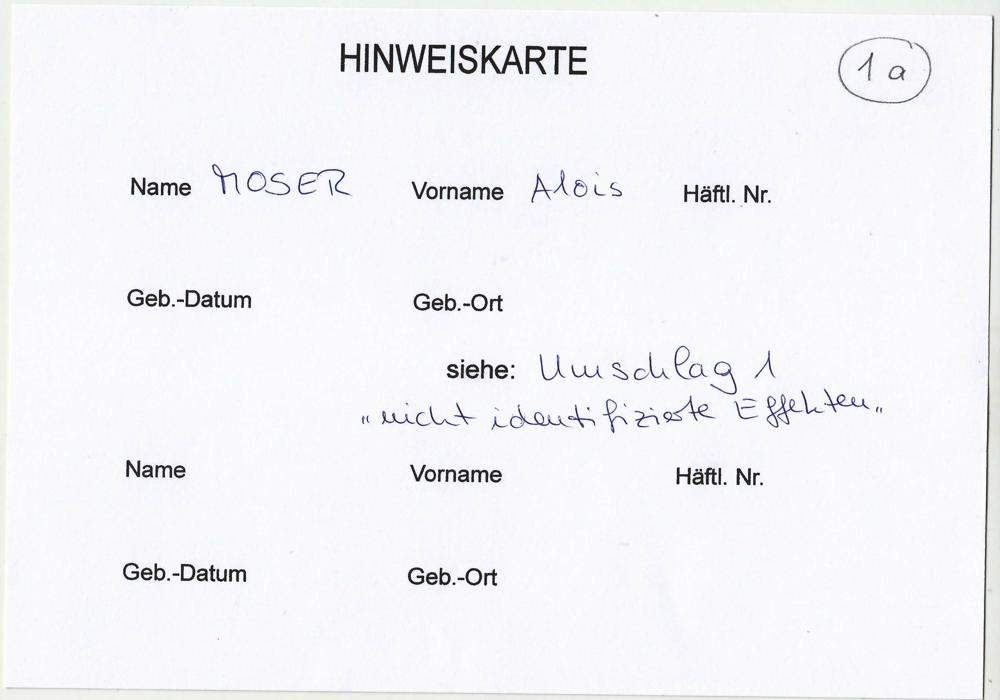 HINWEISKARTE
1 a
Name MOSER Vorname Alois Häftl. Nr.
Geb.-Datum Geb.-Ort
siehe: Umschlag 1
„nicht identifizierte Effekten"
Name Vorname Häftl. Nr.
Geb.-Datum Geb.-Ort